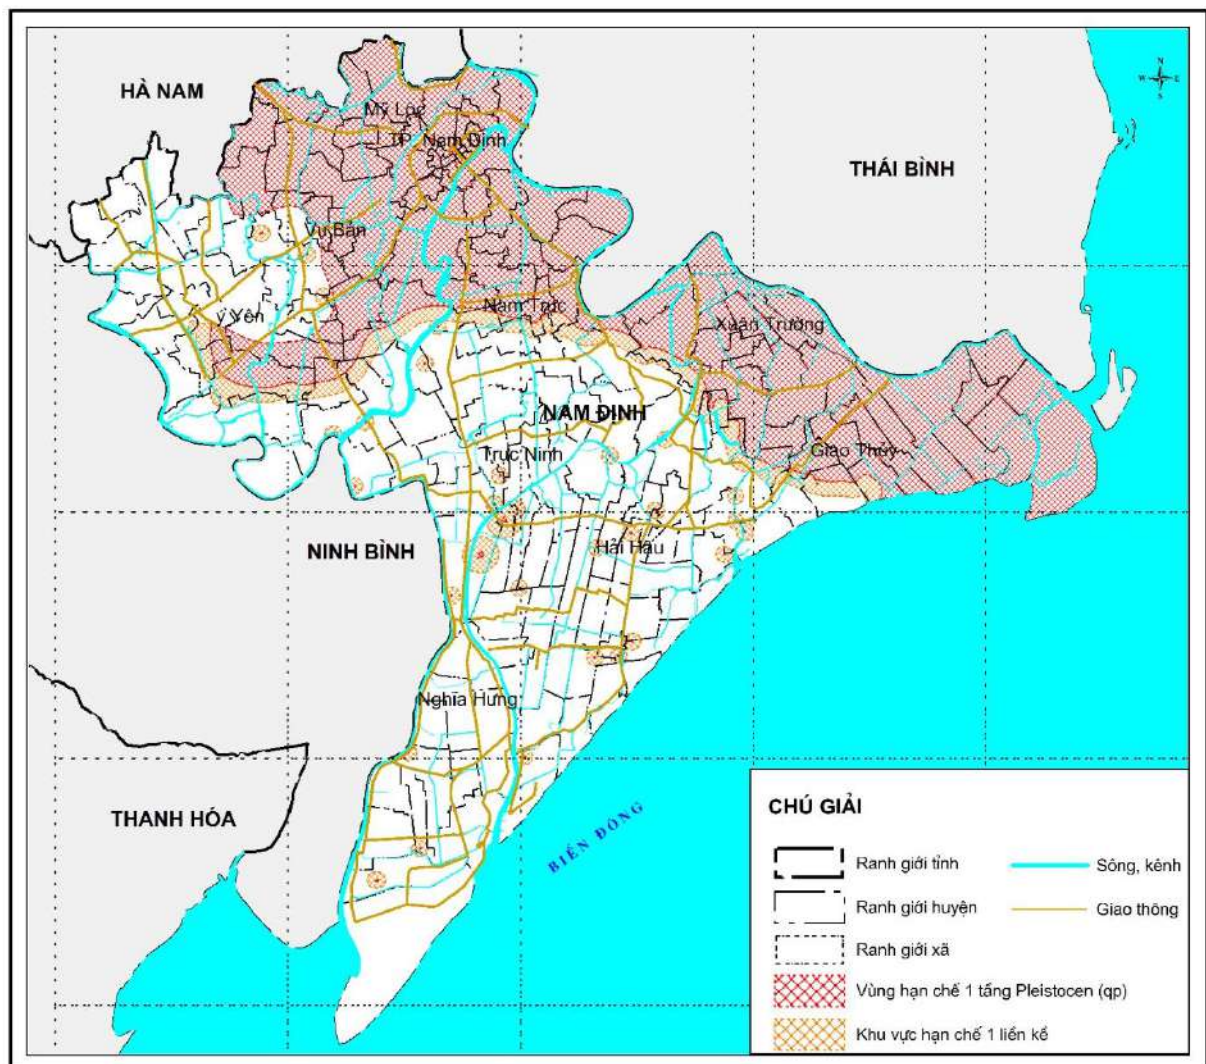 N
W E
S
HÀ NAM
Mỹ Lộc
TP. Nam Định
THÁI BÌNH
Vụ Bản
Nam Trực
Ý Yên
Xuân Trường
NAM ĐỊNH
Trực Ninh
Giao Thủy
NINH BÌNH
Hải Hậu
Nghĩa Hưng
THANH HÓA
BIỂN ĐÔNG
CHÚ GIẢI
Ranh giới tỉnh
Sông, kênh
Ranh giới huyện
Giao thông
Ranh giới xã
Vùng hạn chế 1 tầng Pleistocen (qp)
Khu vực hạn chế 1 liền kề